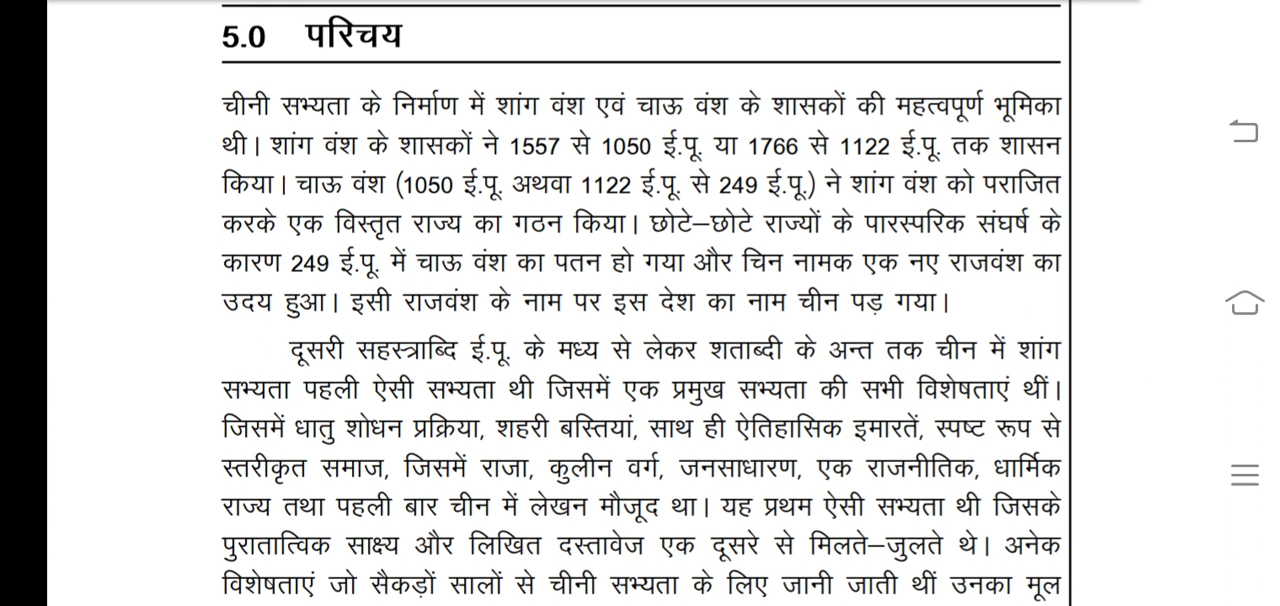 5.0 परिचय
चीनी सभ्यता के निर्माण में शांग वंश एवं चाऊ वंश के शासकों की महत्वपूर्ण भूमिका
थी। शांग वंश के शासकों ने 1557 से 1050 ई.पू. या 1766 से 1122 ई.पू. तक शासन
किया। चाऊ वंश (1050 ई.पू. अथवा 1122 ई.पू. से 249 ई.पू.) ने शांग वंश को पराजित
करके एक विस्तृत राज्य का गठन किया। छोटे–छोटे राज्यों के पारस्परिक संघर्ष के
कारण 249 ई.पू. में चाऊ वंश का पतन हो गया और चिन नामक एक नए राजवंश का
उदय हुआ। इसी राजवंश के नाम पर इस देश का नाम चीन पड़ गया।
दूसरी सहस्त्राब्दि ई.पू. के मध्य से लेकर शताब्दी के अन्त तक चीन में शांग
सभ्यता पहली ऐसी सभ्यता थी जिसमें एक प्रमुख सभ्यता की सभी विशेषताएं थीं।
जिसमें धातु शोधन प्रक्रिया, शहरी बस्तियां, साथ ही ऐतिहासिक इमारतें, स्पष्ट रूप से
स्तरीकृत समाज, जिसमें राजा, कुलीन वर्ग, जनसाधारण, एक राजनीतिक, धार्मिक
राज्य तथा पहली बार चीन में लेखन मौजूद था। यह प्रथम ऐसी सभ्यता थी जिसके
पुरातात्विक साक्ष्य और लिखित दस्तावेज एक दूसरे से मिलते–जुलते थे। अनेक
विशेषताएं जो सैकड़ों सालों से चीनी सभ्यता के लिए जानी जाती थीं उनका मूल